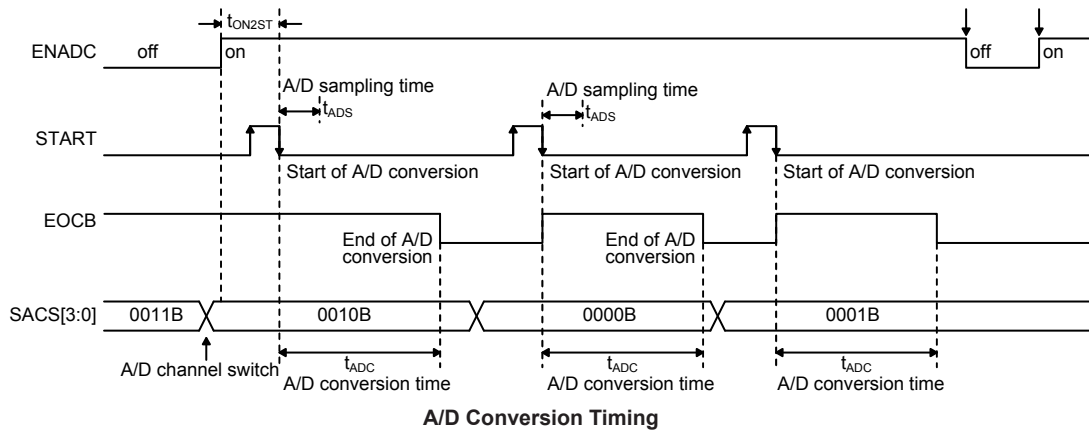 tON2ST
ENADC
off
on
off
on
A/D sampling time
tADS
A/D sampling time
tADS
START
Start of A/D conversion
Start of A/D conversion
Start of A/D conversion
EOCB
End of A/D
conversion
End of A/D
conversion
SACS[3:0]
0011B
0010B
0000B
0001B
A/D channel switch
tADC
A/D conversion time
tADC
A/D conversion time
tADC
A/D conversion time
A/D Conversion Timing